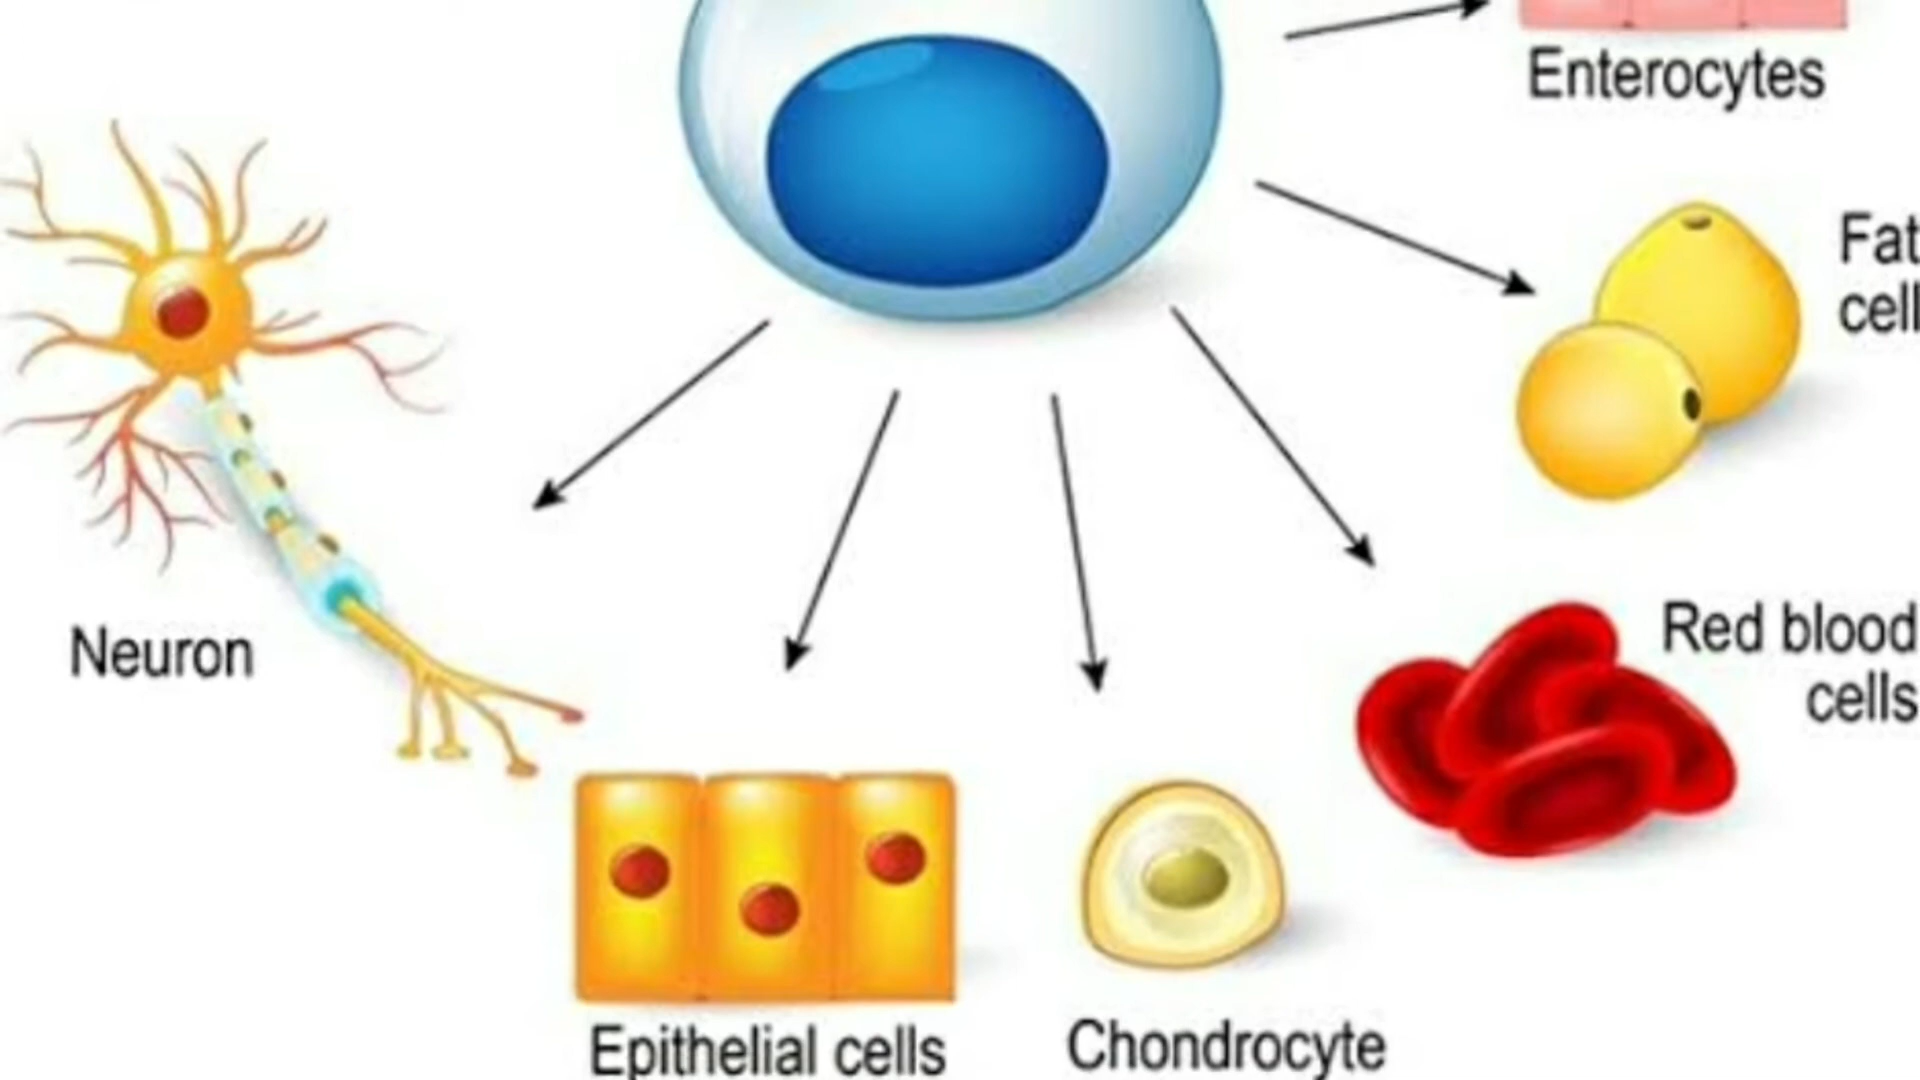 Enterocytes
Fat
cell
Neuron
Red blood
cells
Epithelial cells
Chondrocyte